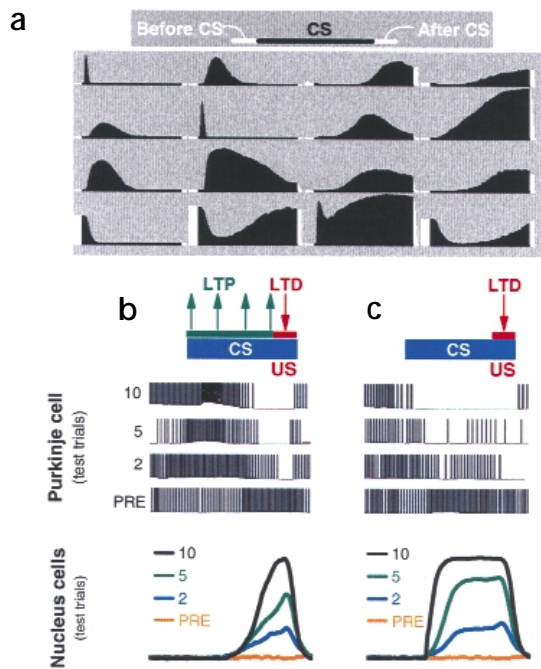 a
Before CS CS After CS
b c
LTP LTD LTD
CS CS
US US
Purkinje cell
(test trials)
10
5
2
PRE
Nucleus cells
(test trials)
10 10
5 5
2 2
PRE PRE